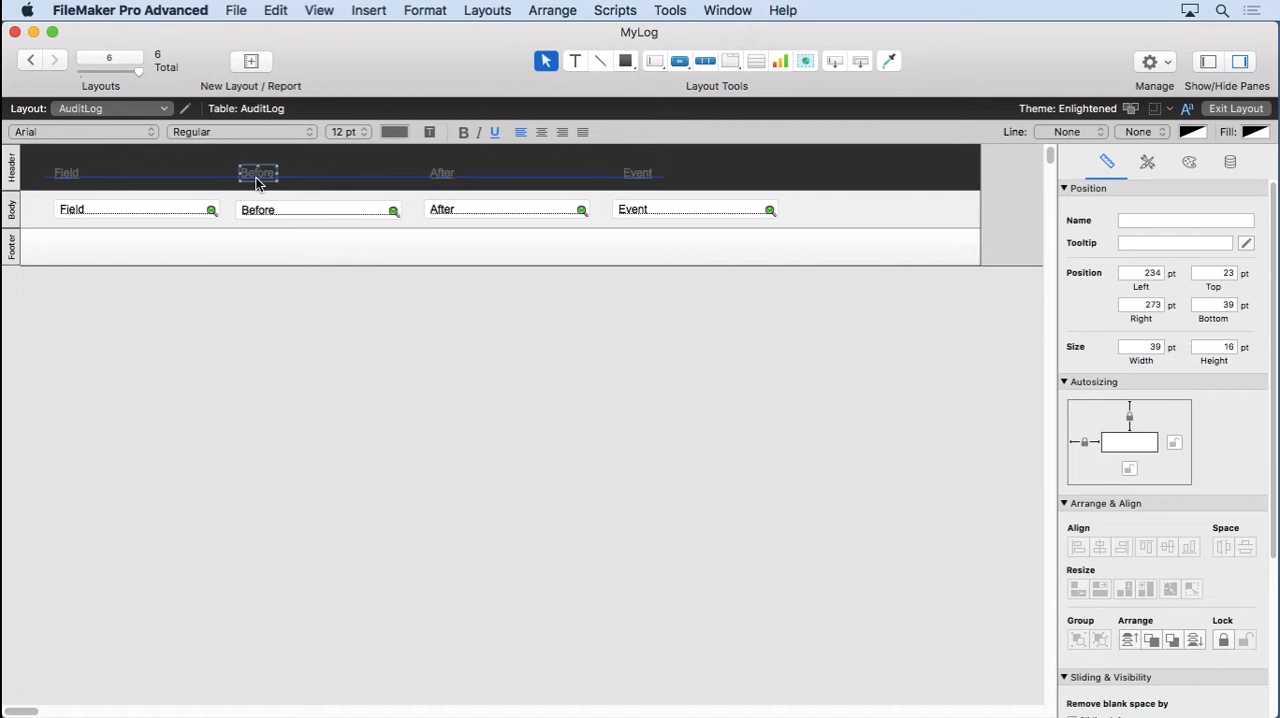 FileMaker Pro Advanced File Edit View Insert Format Layouts Arrange Scripts Tools Window Help
MyLog
6 6 Total
Layouts New Layout / Report Layout Tools Manage Show/Hide Panes
Layout: AuditLog Table: AuditLog Theme: Enlightened Aª Exit Layout
Arial Regular 12 pt T B I U Line: None None Fill:
Header
Field Before After Event
Body
Field Before After Event
Footer
Position
Name
Tooltip
Position 234 pt 23 pt
Left Top
273 pt 39 pt
Right Bottom
Size 39 pt 16 pt
Width Height
Autosizing
Arrange & Align
Align Space
Resize
Group Arrange Lock
Sliding & Visibility
Remove blank space by